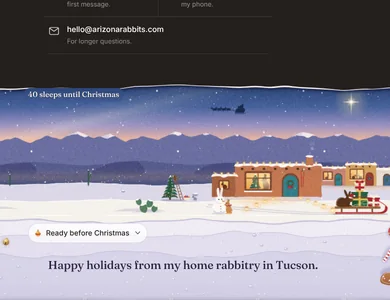 first message.
my phone.
hello@arizonarabbits.com
For longer questions.
40 sleeps until Christmas
Ready before Christmas
Happy holidays from my home rabbitry in Tucson.